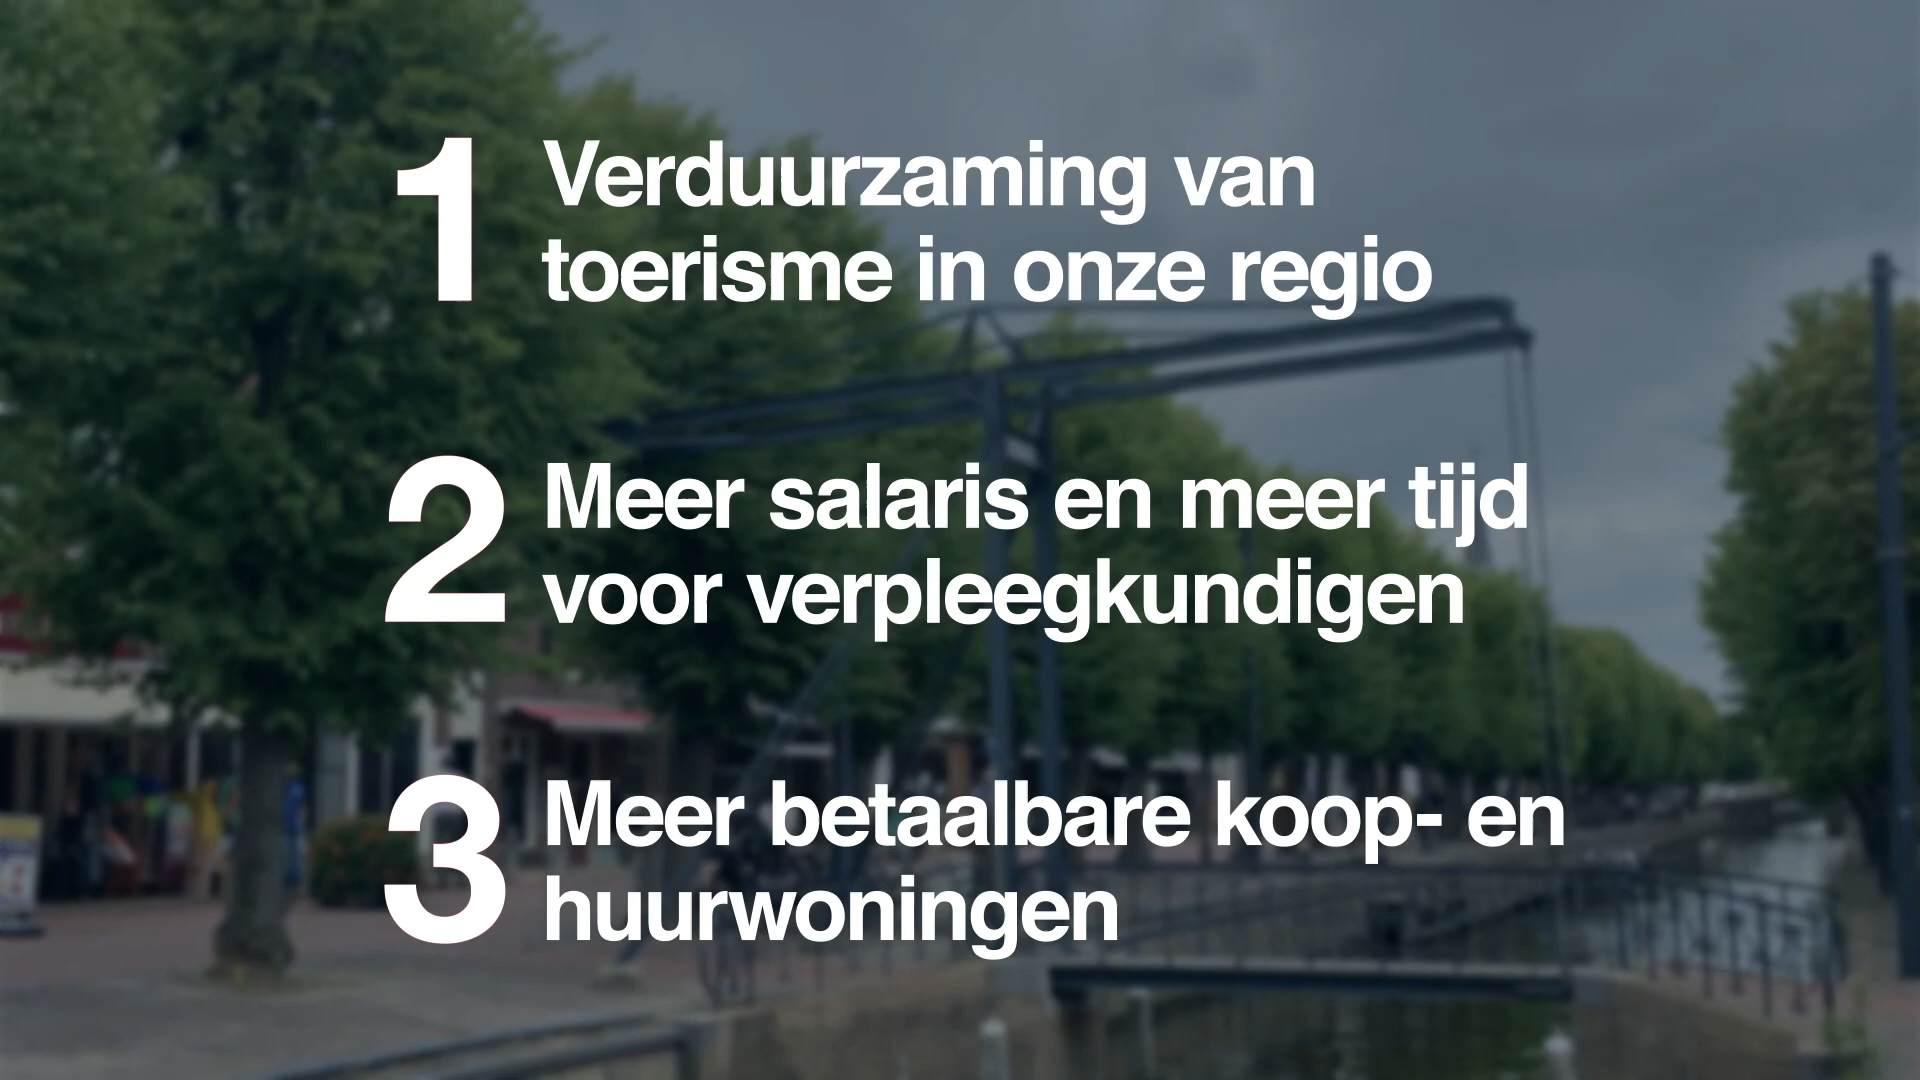 1 Verduurzaming van
toerisme in onze regio
2 Meer salaris en meer tijd
voor verpleegkundigen
3 Meer betaalbare koop- en
huurwoningen